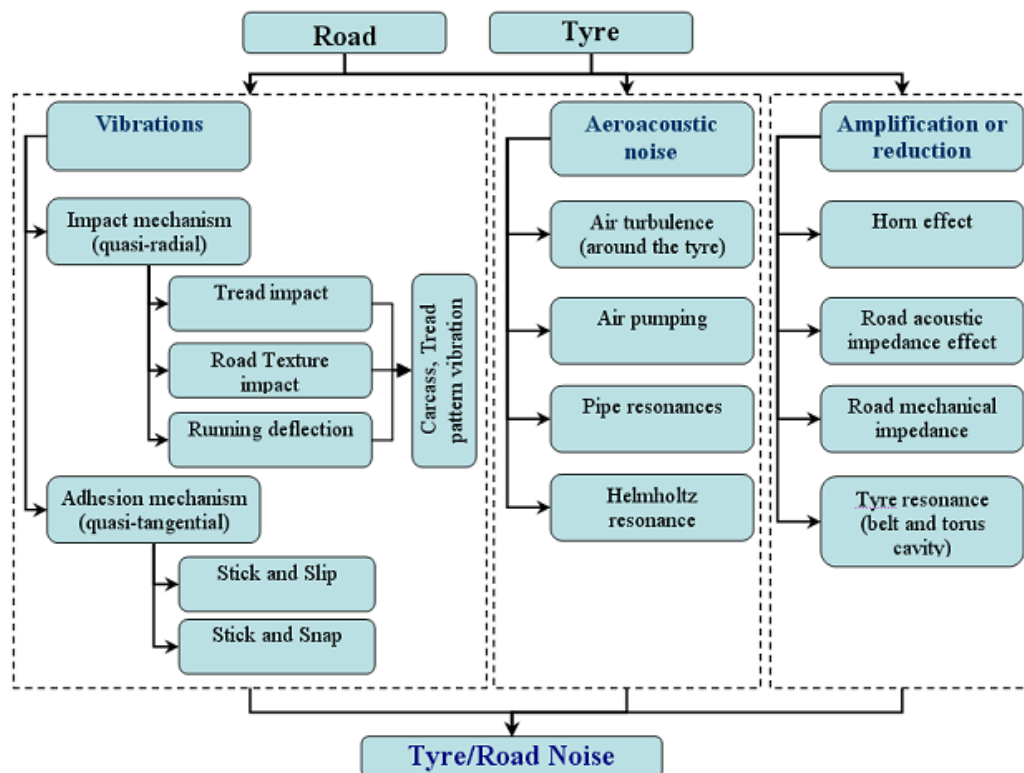 Road
Tyre
Vibrations
Impact mechanism
(quasi-radial)
Tread impact
Road Texture
impact
Running deflection
Carcass, Tread
pattern vibration
Adhesion mechanism
(quasi-tangential)
Stick and Slip
Stick and Snap
Aeroacoustic
noise
Air turbulence
(around the tyre)
Air pumping
Pipe resonances
Helmholtz
resonance
Amplification or
reduction
Horn effect
Road acoustic
impedance effect
Road mechanical
impedance
Tyre resonance
(belt and torus
cavity)
Tyre/Road Noise